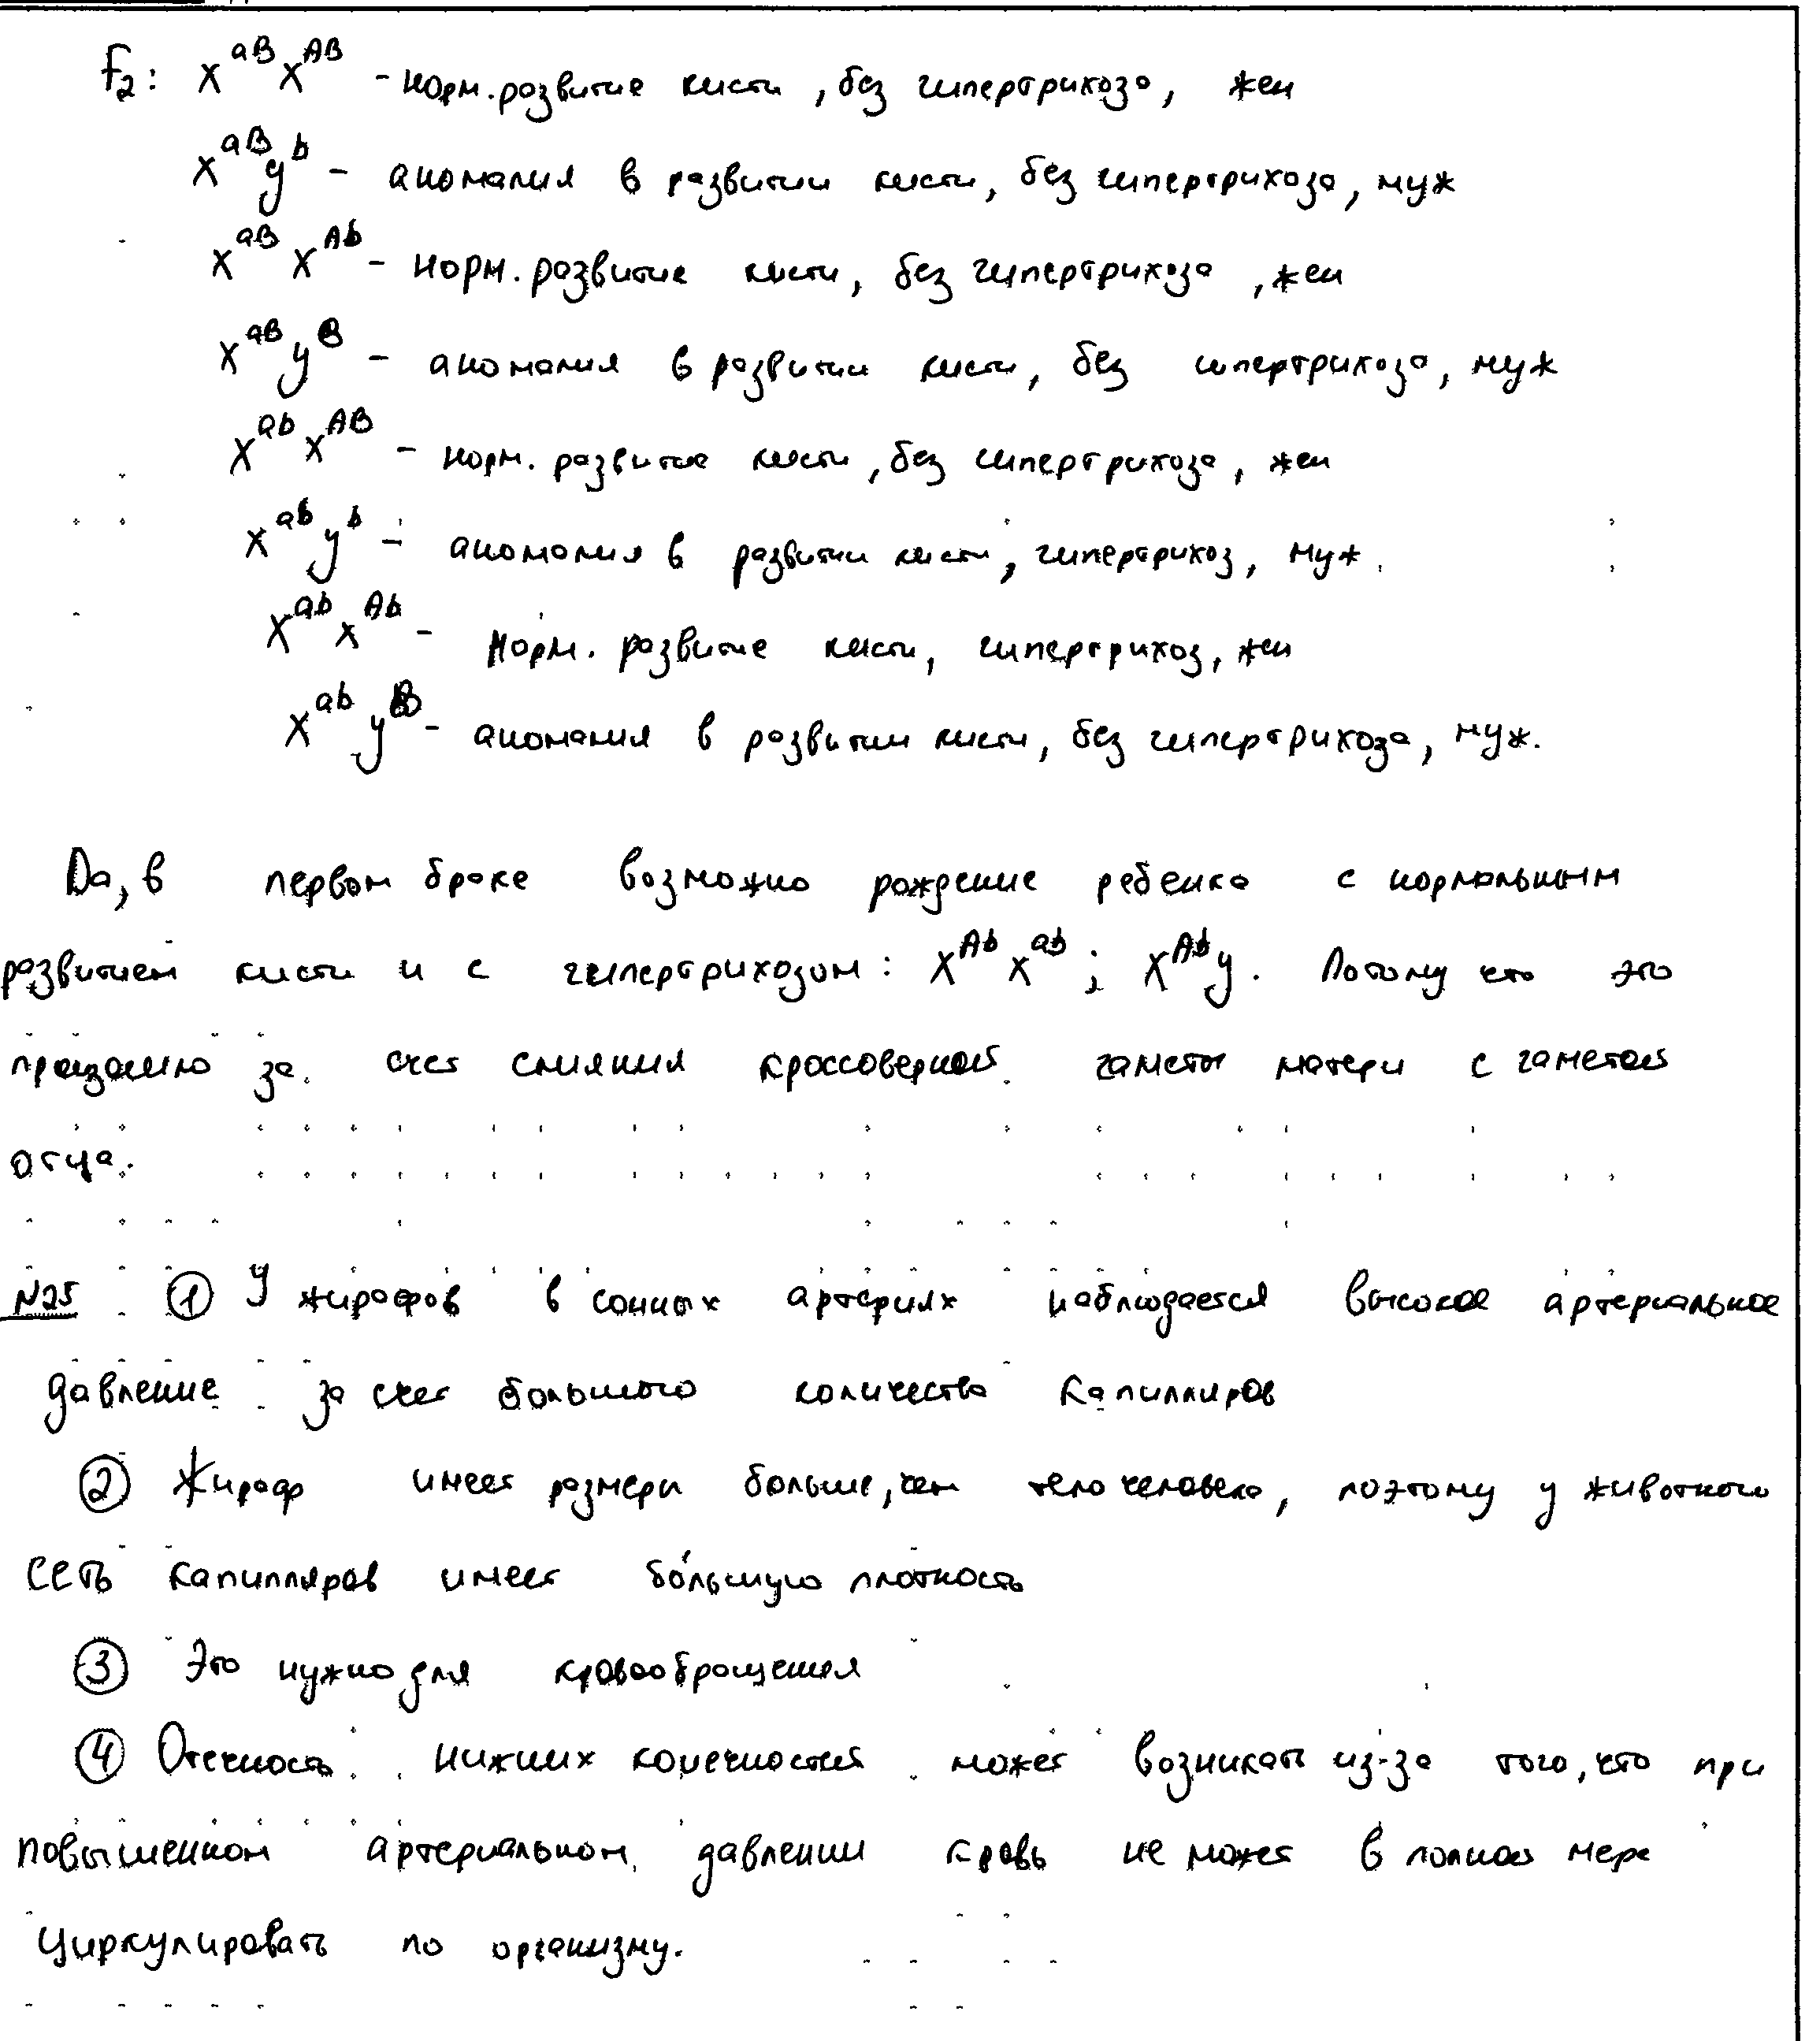 F₂: X^aB X^AB - норм. развитие кисти, без гипертрихоза, жен
X^aB y^b - аномалия в развитии кисти, без гипертрихоза, муж
X^aB X^Ab - норм. развитие кисти, без гипертрихоза, жен
X^aB y^B - аномалия в развитии кисти, без гипертрихоза, муж
X^ab X^AB - норм. развитие кисти, без гипертрихоза, жен
X^ab y^b - аномалия в развитии кисти, гипертрихоз, муж.
X^ab X^Ab - Норм. развитие кисти, гипертрихоз, жен
X^ab y^B - аномалия в развитии кисти, без гипертрихоза, муж.
Да, в первом браке возможно рождение ребенка с нормальным
развитием кисти и с гипертрихозом: X^Ab X^ab ; X^Ab y. Потому что это
произошло за счет слияния кроссоверной гаметы матери с гаметой
отца.
N25 ① У жирафов в сонных артериях наблюдается высокое артериальное
давление за счет большого количества капилляров
② Жираф имеет размеры больше, чем тело человека, поэтому у животного
сеть капилляров имеет бо́льшую плотность
③ Это нужно для кровообращения
④ Отечность нижних конечностей может возникать из-за того, что при
повышенном артериальном давлении кровь не может в полной мере
циркулировать по организму.